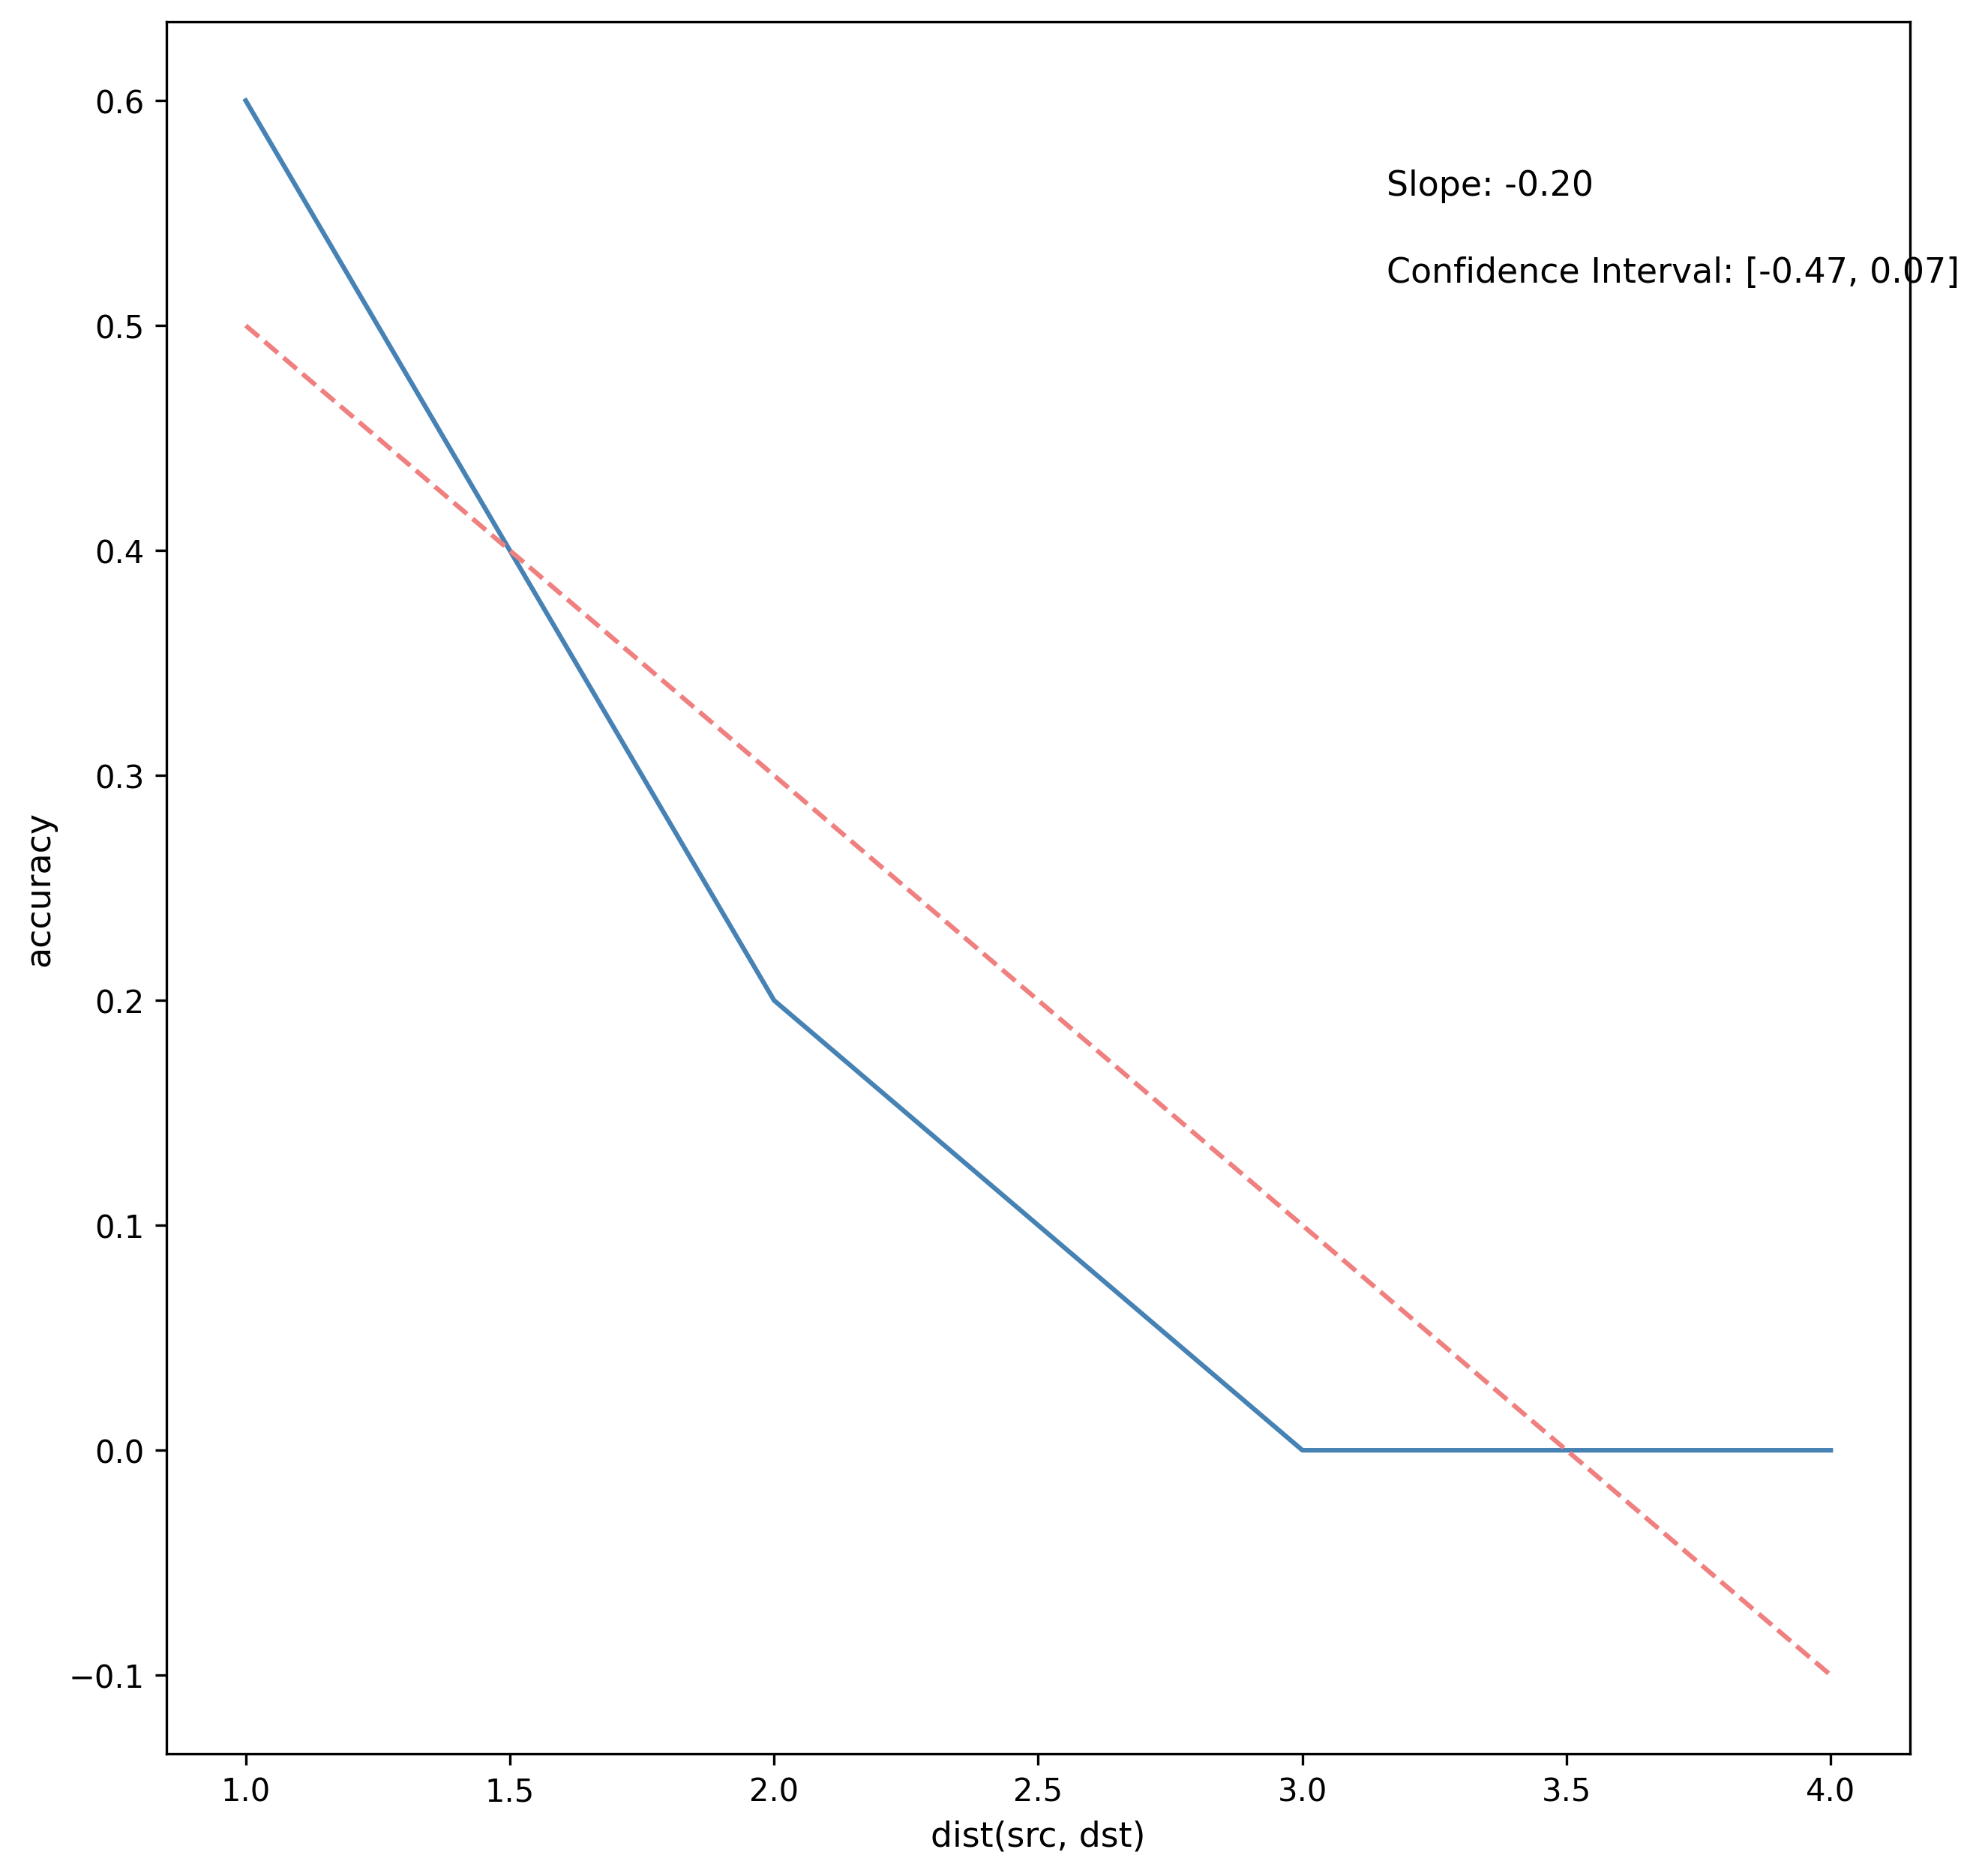 0.6
0.5
0.4
0.3
0.2
0.1
0.0
−0.1
accuracy
Slope: -0.20
Confidence Interval: [-0.47, 0.07]
1.0 1.5 2.0 2.5 3.0 3.5 4.0
dist(src, dst)